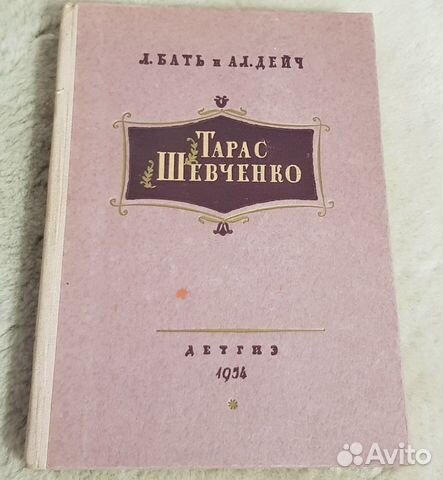 Л. БАТЬ и АЛ. ДЕЙЧ
ТАРАС
ШЕВЧЕНКО
ДЕТГИЗ
1954
Avito